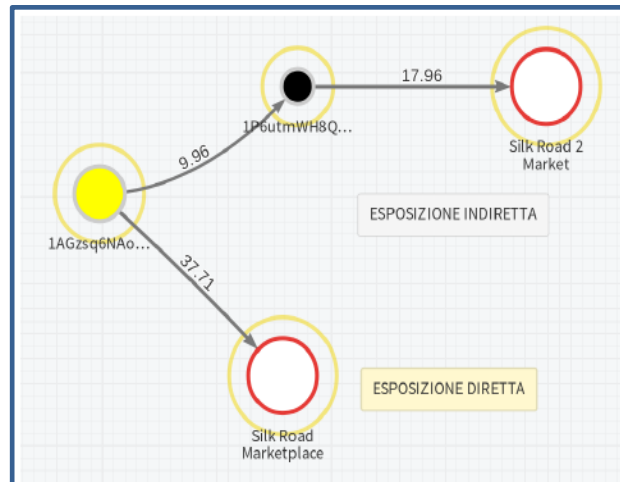 17.96
1P6utmWH8Q...
Silk Road 2
Market
9.96
ESPOSIZIONE INDIRETTA
1AGzsq6NAo...
37.71
ESPOSIZIONE DIRETTA
Silk Road
Marketplace